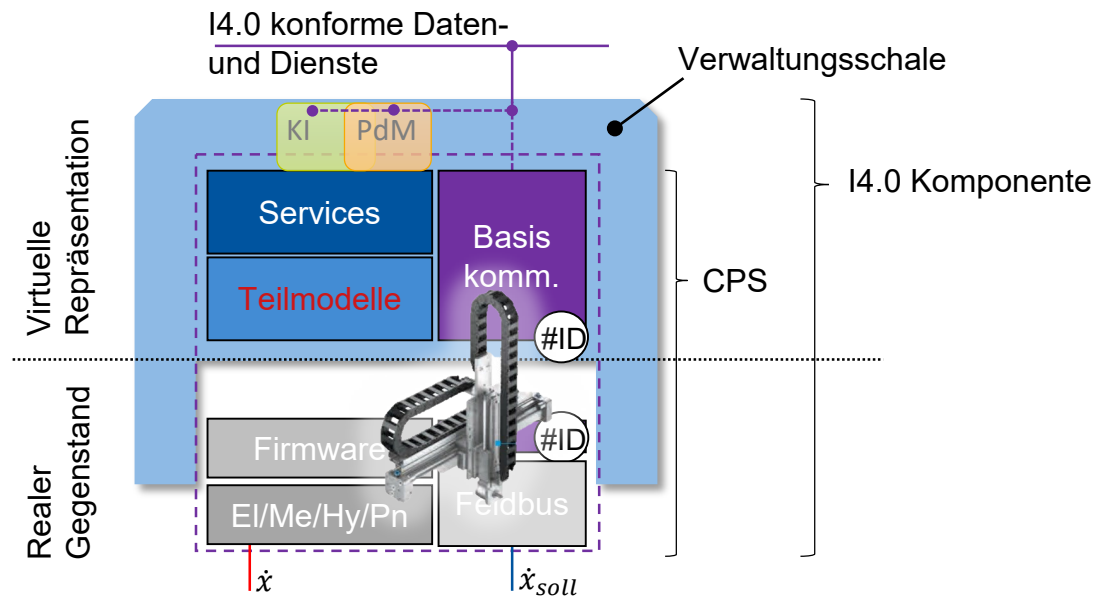 I4.0 konforme Daten-
und Dienste
Verwaltungsschale
KI
PdM
I4.0 Komponente
Virtuelle
Repräsentation
Services
Basis
komm.
Teilmodelle
CPS
#ID
Realer
Gegenstand
Firmware
#ID
El/Me/Hy/Pn
Feldbus
ẋ
ẋ_soll